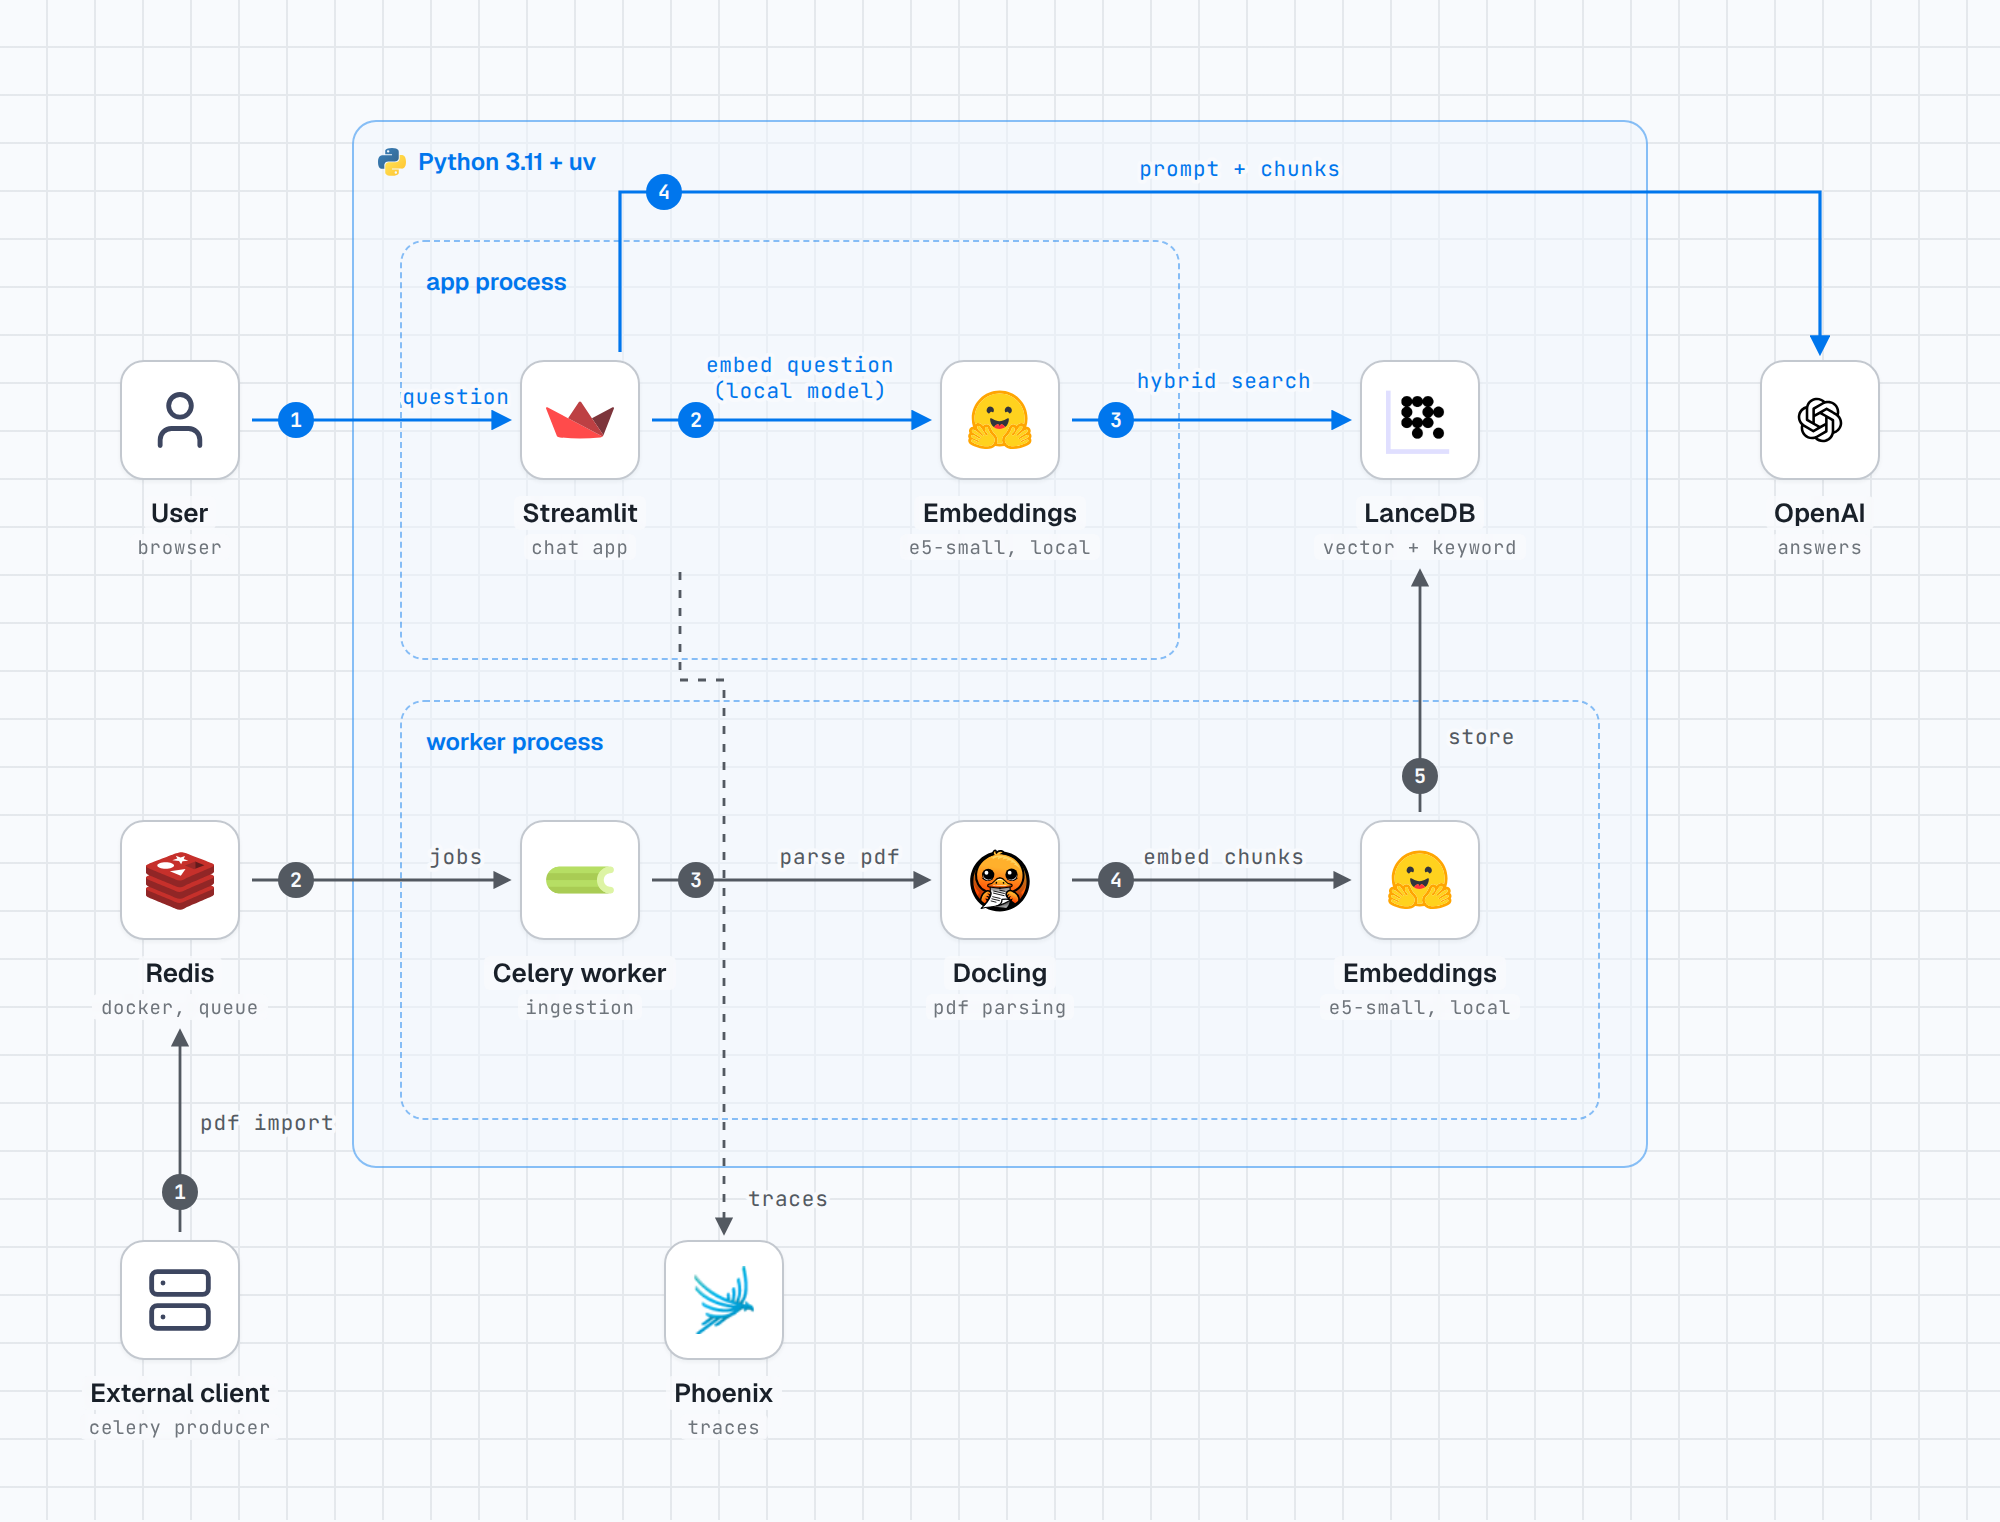 Python 3.11 + uv
4
prompt + chunks
app process
1
question
2
embed question
(local model)
3
hybrid search
User
browser
Streamlit
chat app
Embeddings
e5-small, local
LanceDB
vector + keyword
OpenAI
answers
worker process
store
5
2
jobs
3
parse pdf
4
embed chunks
Redis
docker, queue
Celery worker
ingestion
Docling
pdf parsing
Embeddings
e5-small, local
pdf import
1
traces
External client
celery producer
Phoenix
traces